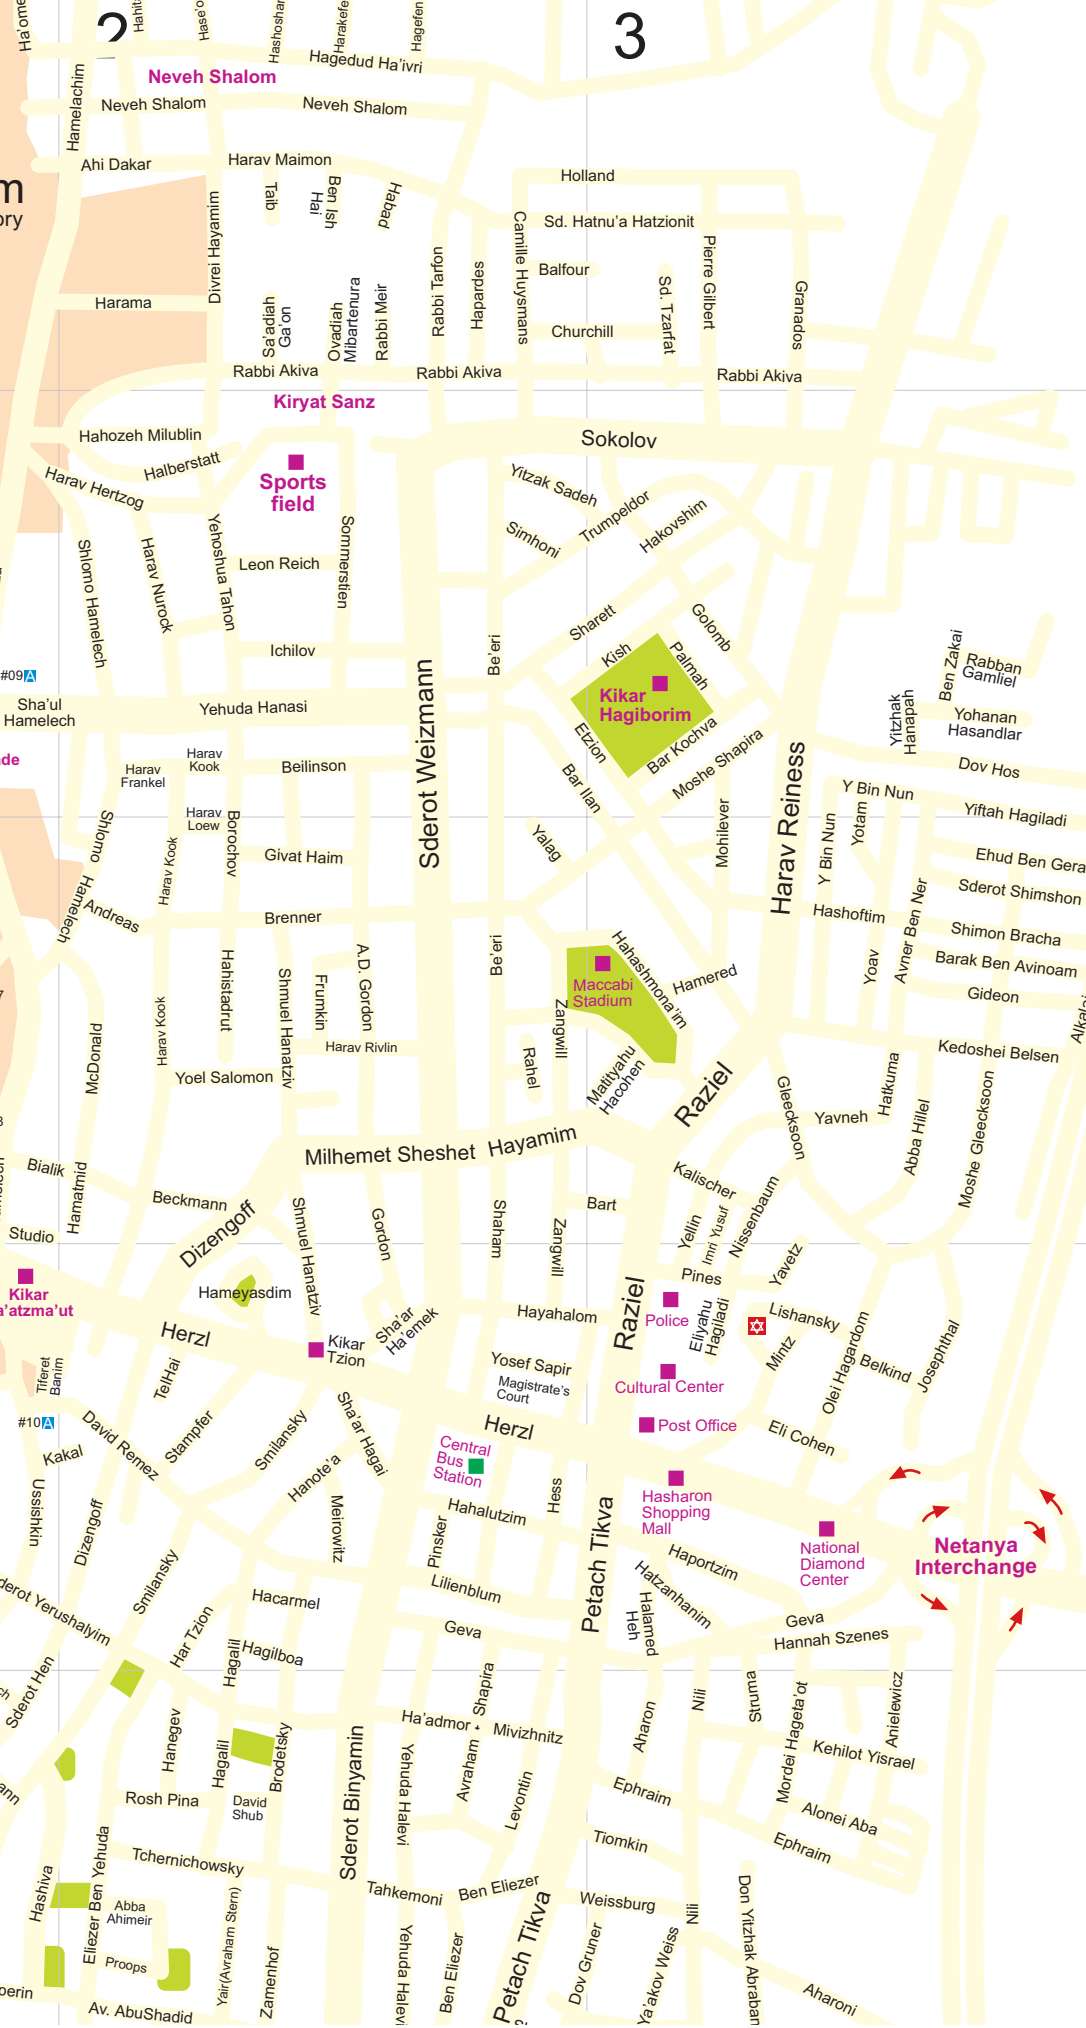 2
3
Hase'o
Hashoshan
Harakefe
Hagefen
Hagedud Ha'ivri
Neveh Shalom
Neveh Shalom
Neveh Shalom
Hamelachim
Ahi Dakar
Harav Maimon
Holland
Taib
Ben Ish
Hai
Habad
Sd. Hatnu'a Hatzionit
Divrei Hayamim
Camille Huysmans
Pierre Gilbert
Balfour
Rabbi Tarfon
Hapardes
Sd. Tzarfat
Granados
Harama
Sa'adiah
Ga'on
Ovadiah
Mibartenura
Rabbi Meir
Churchill
Rabbi Akiva
Rabbi Akiva
Rabbi Akiva
Kiryat Sanz
Hahozeh Milublin
Sokolov
Halberstatt
Harav Hertzog
Sports
field
Yitzak Sadeh
Trumpeldor
Hakovshim
Simhoni
Yehoshua Tahon
Sommerstien
Shlomo Hamelech
Harav Nurock
Leon Reich
Sharett
Golomb
Ichilov
Be'eri
Kish
Palmah
Ben Zakai
Rabban
Gamliel
#09A
Sha'ul
Hamelech
Yehuda Hanasi
Sderot Weizmann
Kikar
Hagiborim
Yitzhak
Hanapah
Yohanan
Hasandlar
Etzion
Bar Kochva
Moshe Shapira
Harav
Kook
Harav
Frankel
Beilinson
Bar Ilan
Harav Reiness
Dov Hos
Y Bin Nun
Yiftah Hagiladi
Harav
Loew
Borochov
Shlomo
Hamelech
Harav Kook
Givat Haim
Yalag
Mohilever
Y Bin Nun
Yotam
Ehud Ben Gera
Sderot Shimshon
Andreas
Brenner
Hashoftim
Avner Ben Ner
Shimon Bracha
Barak Ben Avinoam
Yoav
Gideon
Be'eri
Hahashmona'im
Maccabi
Stadium
Hamered
Hahistadrut
Shmuel Hanatziv
Frumkin
A.D. Gordon
Zangwill
Harav Kook
McDonald
Harav Rivlin
Yoel Salomon
Rahel
Matityahu
Hacohen
Raziel
Kedoshei Belsen
Hatkuma
Gleecksoon
Yavneh
Abba Hillel
Moshe Gleecksoon
Milhemet Sheshet Hayamim
Bialik
Hamatmid
Beckmann
Dizengoff
Shmuel Hanatziv
Gordon
Shaham
Zangwill
Bart
Kalischer
Yellin
Imri Yusuf
Nissenbaum
Studio
Pines
Yavetz
Kikar
a'atzma'ut
Hameyasdim
Herzl
Kikar
Tzion
Sha'ar
Ha'emek
Hayahalom
Raziel
Police
Eliyahu
Hagiladi
Lishansky
Mintz
Belkind
Olei Hagardom
Josephthal
Yosef Sapir
Magistrate's
Court
Cultural Center
Tiferet
Banim
TelHai
#10A
David Remez
Stampfer
Smilansky
Sha'ar Hagai
Herzl
Post Office
Eli Cohen
Kakal
Hanote'a
Central
Bus
Station
Hasharon
Shopping
Mall
Hess
Hahalutzim
Pinsker
Meirowitz
Ussishkin
Dizengoff
Petach Tikva
National
Diamond
Center
Netanya
Interchange
Haportzim
Hatzanhanim
Halamed
Heh
Smilansky
derot Yerushalyim
Hacarmel
Lilienblum
Geva
Geva
Hannah Szenes
Har Tzion
Hagalil
Hagilboa
Sderot Hen
Shapira
Avraham
Nili
Struma
Mordei Hageta'ot
Anielewicz
Aharon
Ha'admor
Mivizhnitz
Hanegev
Hagalil
Brodetsky
Sderot Binyamin
Yehuda Halevi
Levontin
Kehilot Yisrael
Ephraim
Alonei Aba
Ephraim
Rosh Pina
David
Shub
Tiomkin
Tchernichowsky
Tahkemoni
Ben Eliezer
Weissburg
Hashiva
Eliezer Ben Yehuda
Abba
Ahimeir
Proops
Yair(Avraham Stern)
Zamenhof
Yehuda Halevi
Ben Eliezer
Petach Tikva
Dov Gruner
Ya'akov Weiss
Nili
Don Yitzhak Abraban
Aharoni
Av. AbuShadid